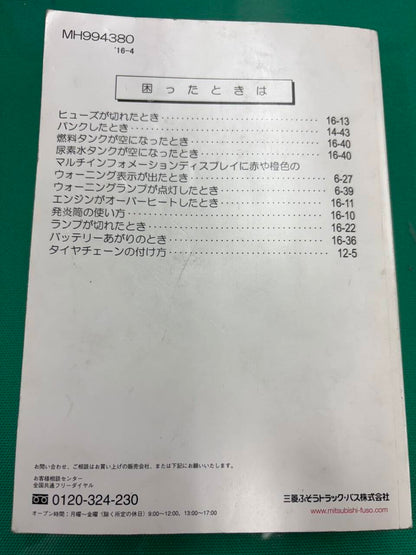 MH994380
'16-4
困ったときは
ヒューズが切れたとき 16-13
パンクしたとき 14-43
燃料タンクが空になったとき 16-40
尿素水タンクが空になったとき 16-40
マルチインフォメーションディスプレイに赤や橙色の
ウォーニング表示が出たとき 6-27
ウォーニングランプが点灯したとき 6-39
エンジンがオーバーヒートしたとき 16-11
発炎筒の使い方 16-10
ランプが切れたとき 16-22
バッテリーあがりのとき 16-36
タイヤチェーンの付け方 12-5
お問い合わせ、ご相談はお買い上げの販売会社、または下記にお願いいたします。
お客様相談センター
全国共通フリーダイヤル
0120-324-230
オープン時間：月曜〜金曜（除く所定の休日）9:00〜12:00、13:00〜17:00
三菱ふそうトラック・バス株式会社
www.mitsubishi-fuso.com